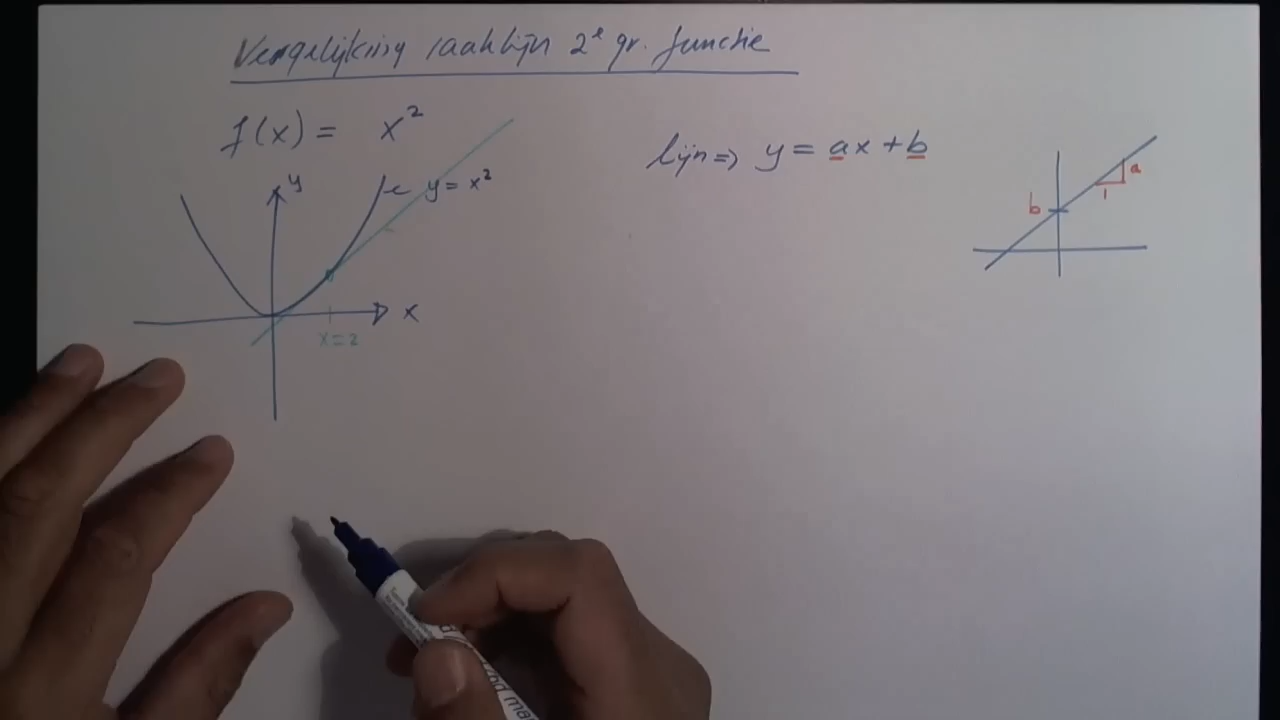 Vergelijking raaklijn 2e gr. functie
f(x) = x²
lijn => y = ax + b
y
y = x²
x
x = 2
b
a
1